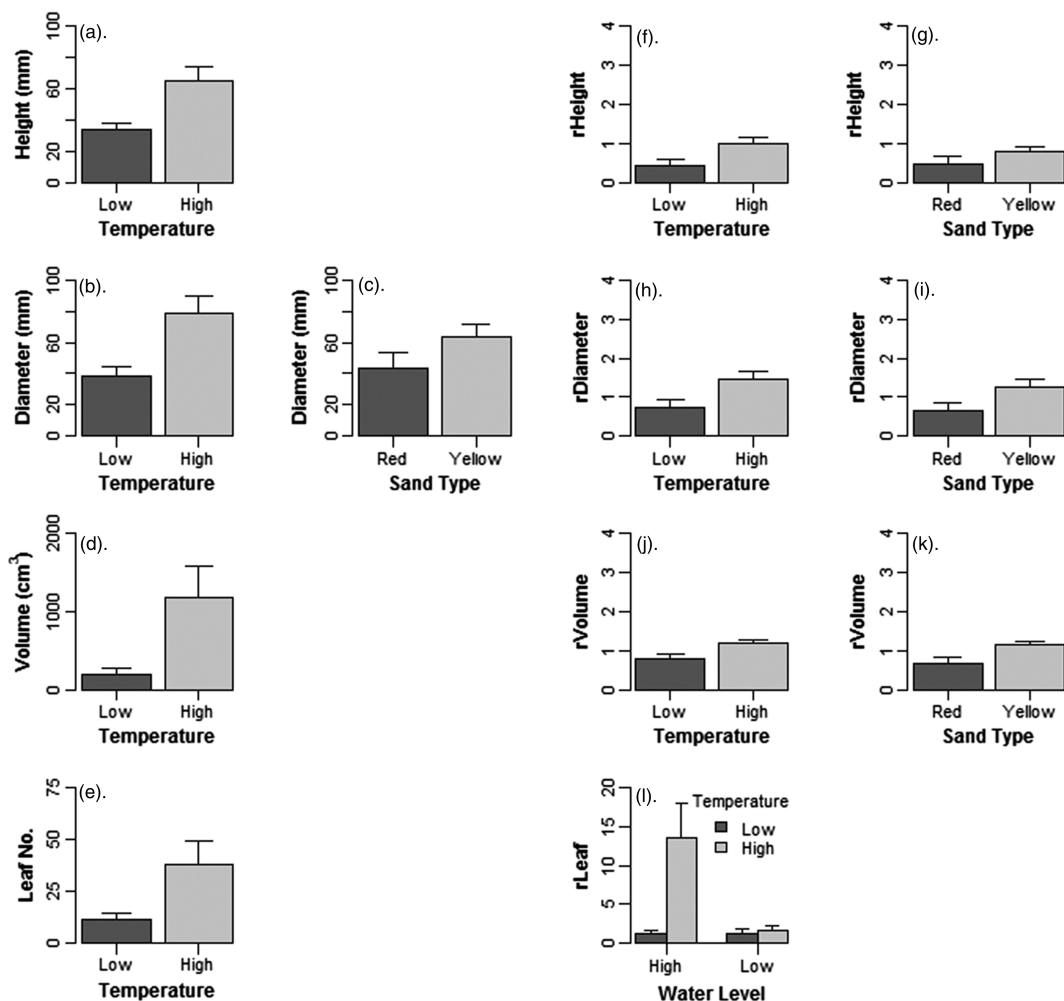 (a).
Height (mm)
0 20 60 100
Low High
Temperature
(f).
rHeight
0 1 2 3 4
Low High
Temperature
(g).
rHeight
0 1 2 3 4
Red Yellow
Sand Type
(b).
Diameter (mm)
0 20 60 100
Low High
Temperature
(c).
Diameter (mm)
0 20 60 100
Red Yellow
Sand Type
(h).
rDiameter
0 1 2 3 4
Low High
Temperature
(i).
rDiameter
0 1 2 3 4
Red Yellow
Sand Type
(d).
Volume (cm³)
0 1000 2000
Low High
Temperature
(j).
rVolume
0 1 2 3 4
Low High
Temperature
(k).
rVolume
0 1 2 3 4
Red Yellow
Sand Type
(e).
Leaf No.
0 25 50 75
Low High
Temperature
(l).
rLeaf
0 5 10 15 20
Temperature
Low
High
High Low
Water Level